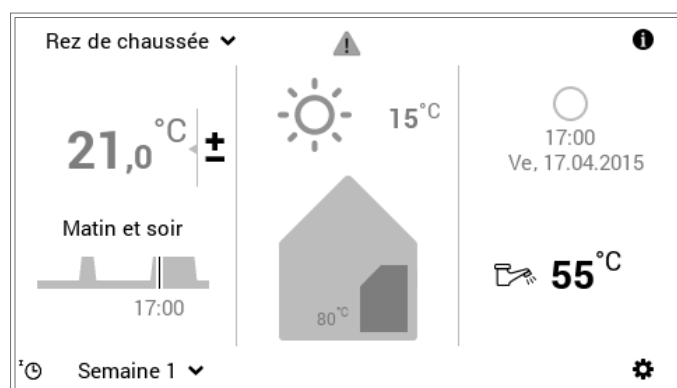 Rez de chaussée
21,0 °C
±
15 °C
17:00
Ve, 17.04.2015
Matin et soir
17:00
80 °C
55 °C
Semaine 1